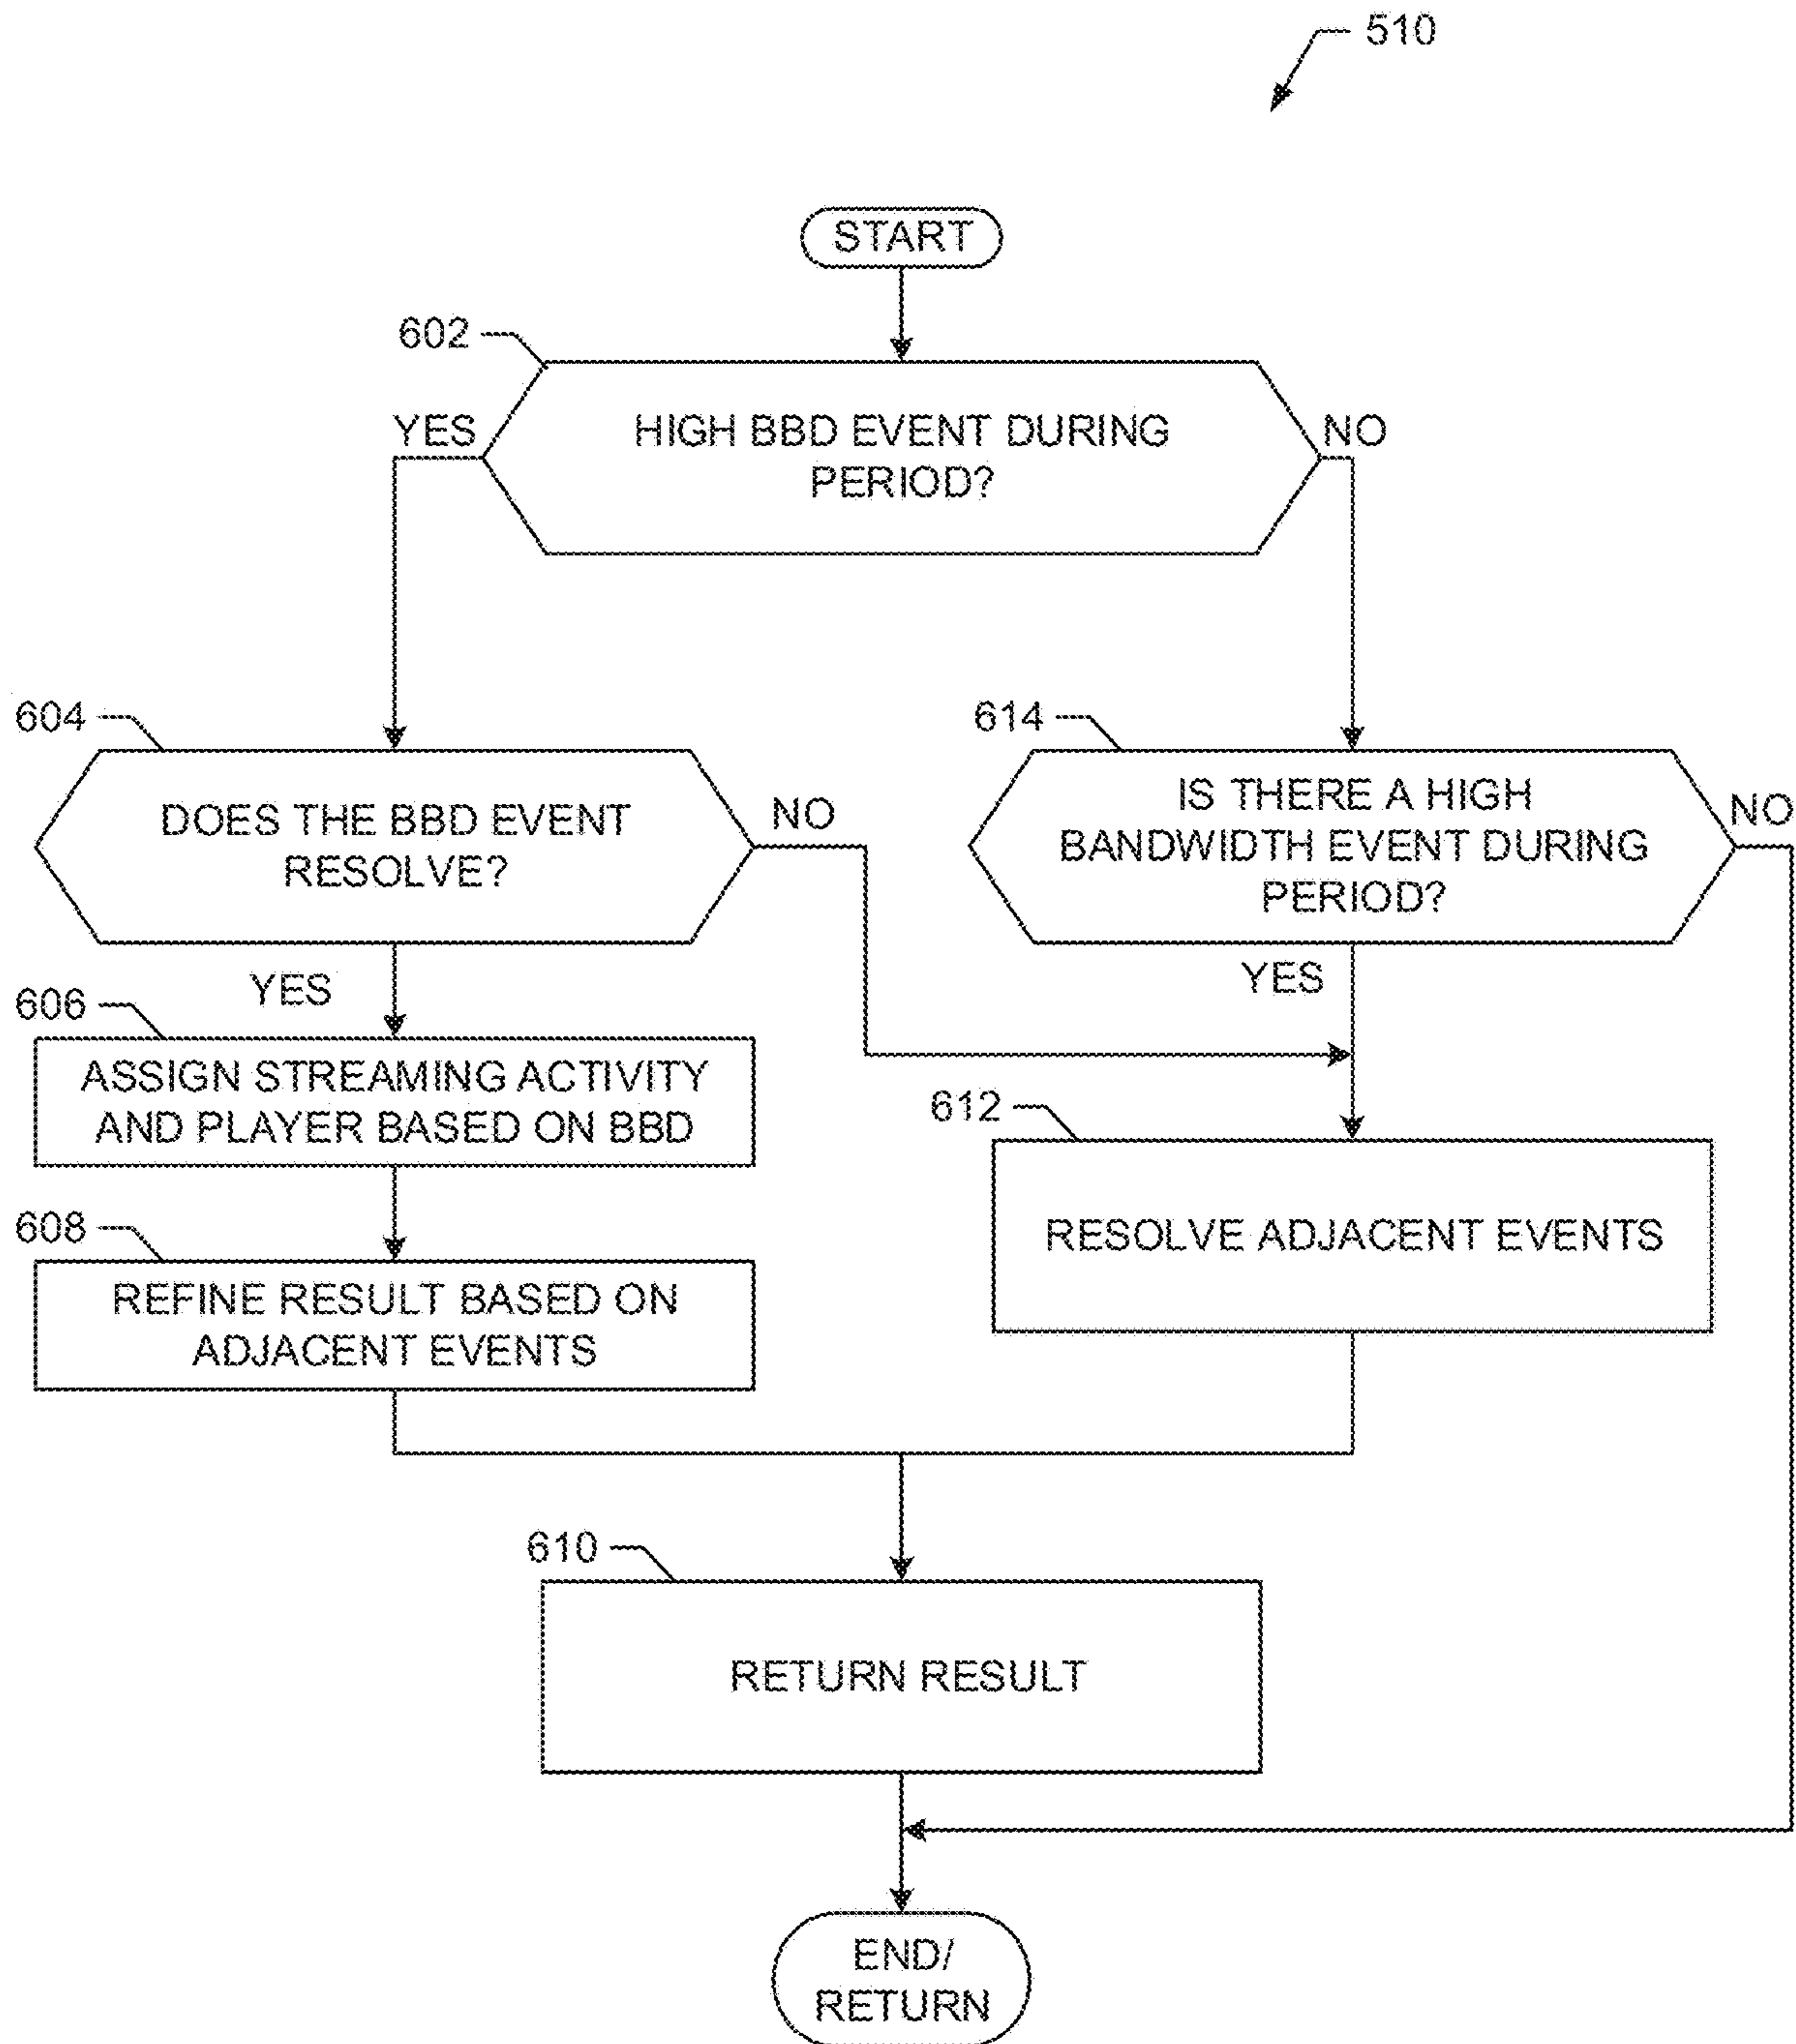 510
START
602
YES
HIGH BBD EVENT DURING
PERIOD?
NO
604
DOES THE BBD EVENT
RESOLVE?
NO
614
IS THERE A HIGH
BANDWIDTH EVENT DURING
PERIOD?
NO
YES
YES
606
ASSIGN STREAMING ACTIVITY
AND PLAYER BASED ON BBD
612
RESOLVE ADJACENT EVENTS
608
REFINE RESULT BASED ON
ADJACENT EVENTS
610
RETURN RESULT
END/
RETURN